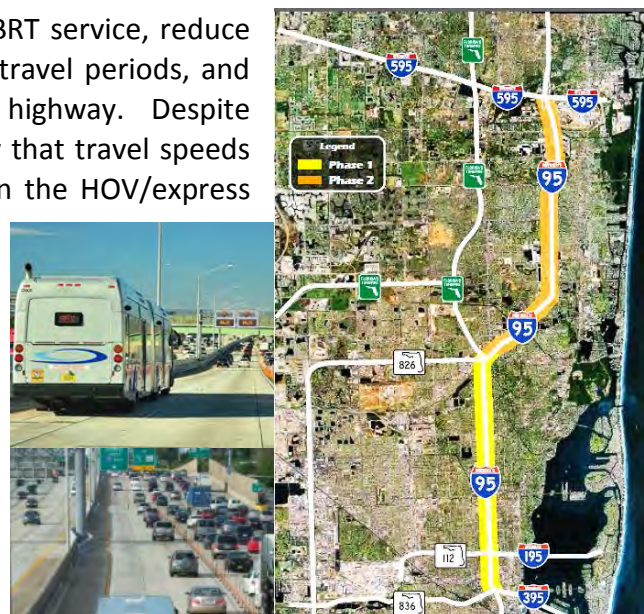 BRT service, reduce
travel periods, and
highway. Despite
that travel speeds
n the HOV/express
595
595
595
Legend
Phase 1
Phase 2
95
95
826
95
112
195
836
395